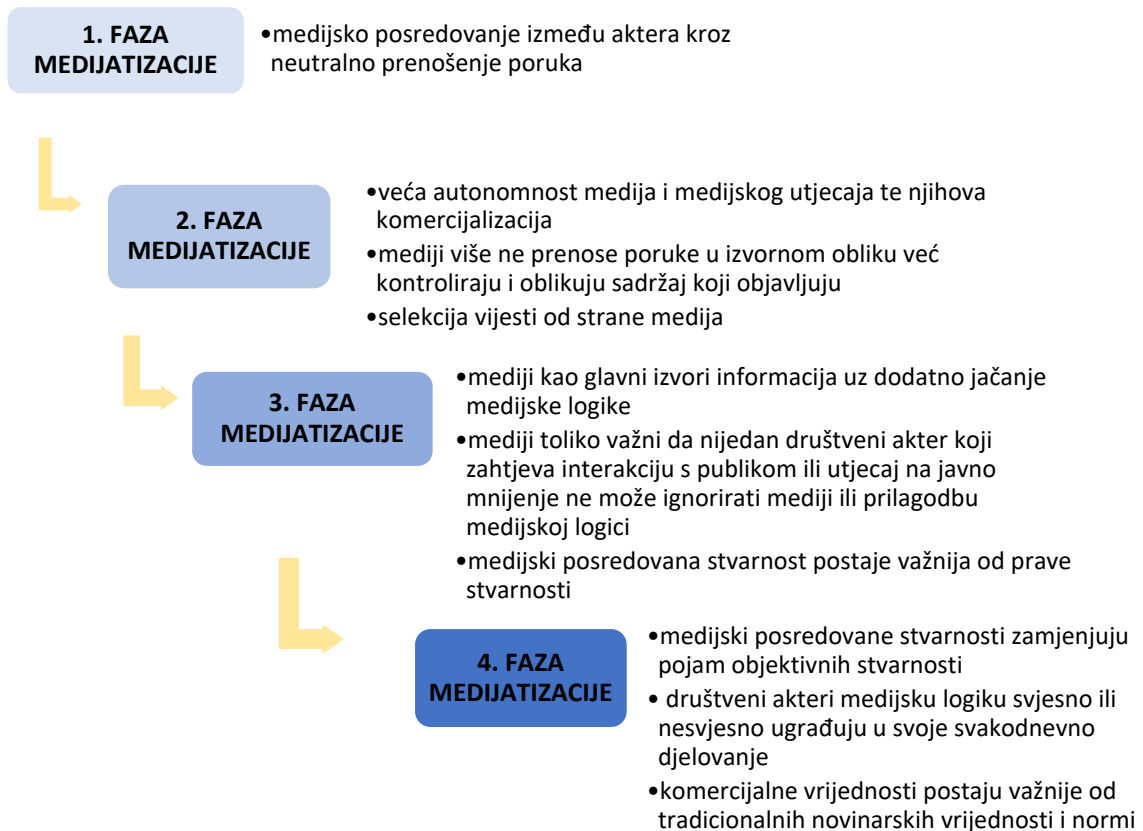 1. FAZA
MEDIJATIZACIJE
•medijsko posredovanje između aktera kroz
neutralno prenošenje poruka
2. FAZA
MEDIJATIZACIJE
•veća autonomnost medija i medijskog utjecaja te njihova
komercijalizacija
•mediji više ne prenose poruke u izvornom obliku već
kontroliraju i oblikuju sadržaj koji objavljuju
•selekcija vijesti od strane medija
3. FAZA
MEDIJATIZACIJE
•mediji kao glavni izvori informacija uz dodatno jačanje
medijske logike
•mediji toliko važni da nijedan društveni akter koji
zahtjeva interakciju s publikom ili utjecaj na javno
mnijenje ne može ignorirati mediji ili prilagodbu
medijskoj logici
•medijski posredovana stvarnost postaje važnija od prave
stvarnosti
4. FAZA
MEDIJATIZACIJE
•medijski posredovane stvarnosti zamjenjuju
pojam objektivnih stvarnosti
• društveni akteri medijsku logiku svjesno ili
nesvjesno ugrađuju u svoje svakodnevno
djelovanje
•komercijalne vrijednosti postaju važnije od
tradicionalnih novinarskih vrijednosti i normi